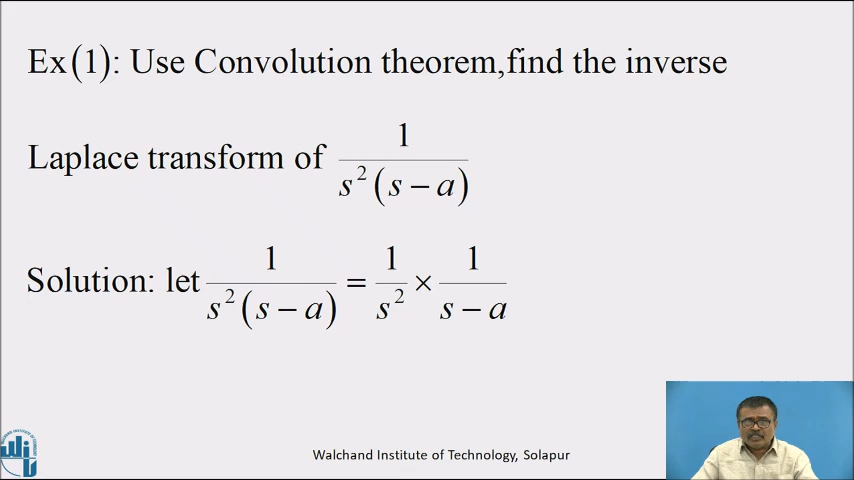 Ex(1): Use Convolution theorem,find the inverse
Laplace transform of 1/(s²(s − a))
Solution: let 1/(s²(s − a)) = 1/s² × 1/(s − a)
Walchand Institute of Technology, Solapur